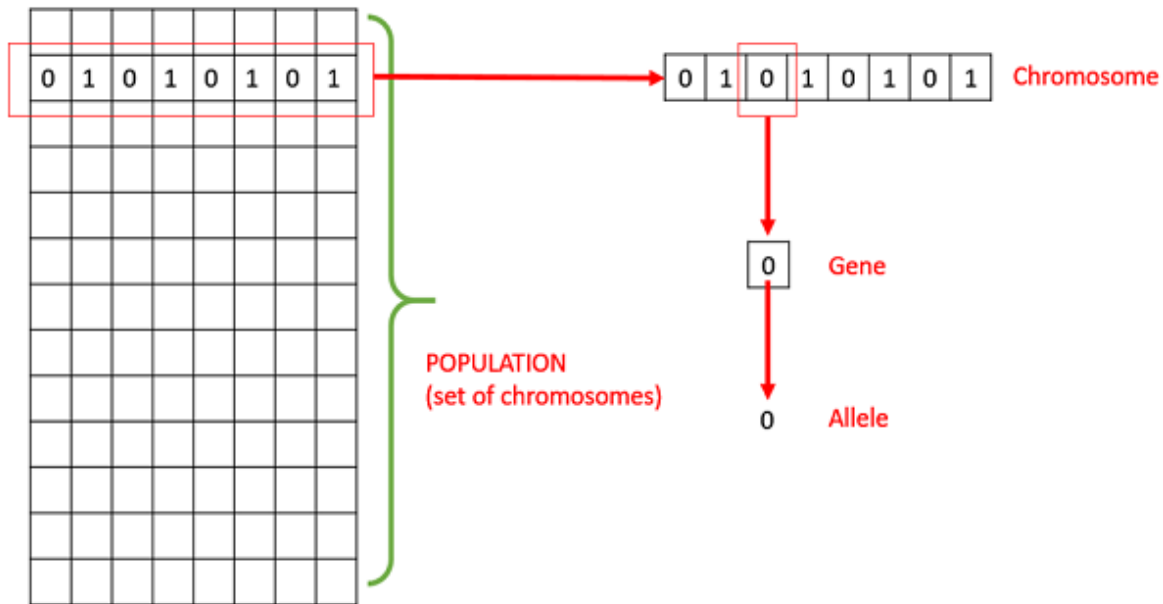 0 1 0 1 0 1 0 1
0 1 0 1 0 1 0 1 Chromosome
0 Gene
POPULATION
(set of chromosomes)
0 Allele